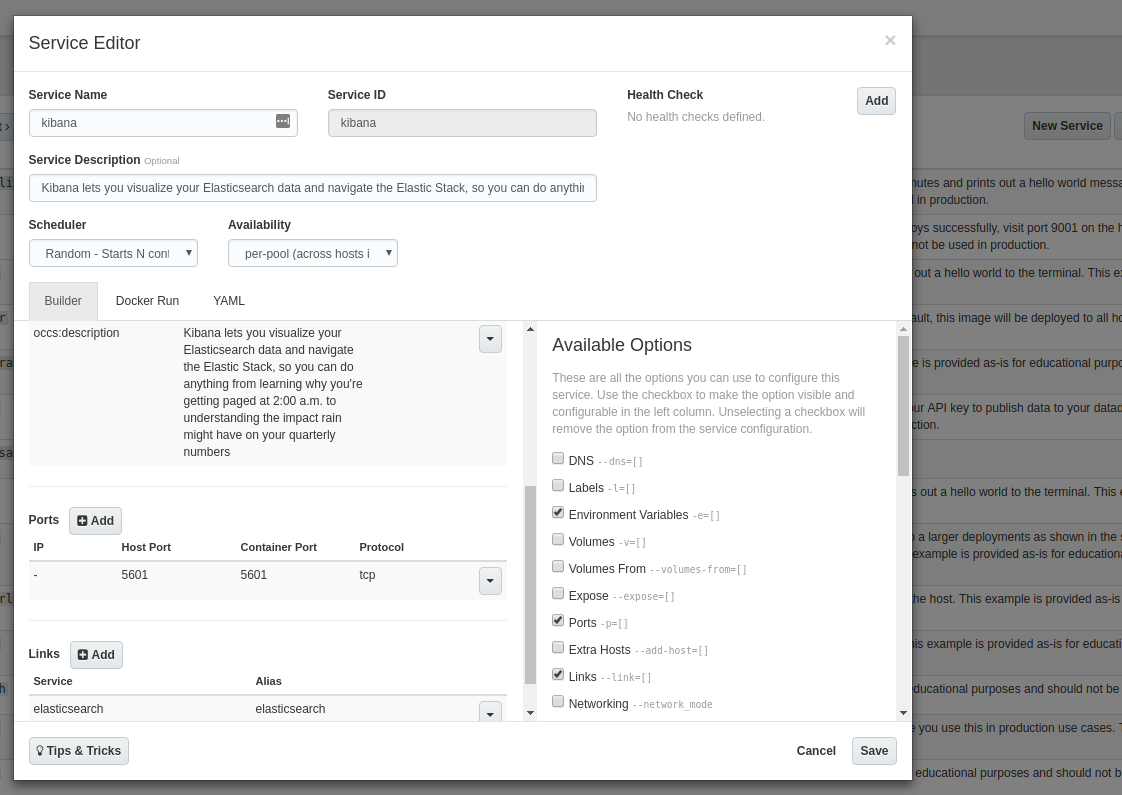 Service Editor
×
Service Name
kibana
Service ID
kibana
Health Check
No health checks defined.
Add
Service Description Optional
Kibana lets you visualize your Elasticsearch data and navigate the Elastic Stack, so you can do anythin
Scheduler
Random - Starts N cont
Availability
per-pool (across hosts i
Builder
Docker Run
YAML
occs:description
Kibana lets you visualize your
Elasticsearch data and navigate
the Elastic Stack, so you can do
anything from learning why you're
getting paged at 2:00 a.m. to
understanding the impact rain
might have on your quarterly
numbers
Ports
Add
IP Host Port Container Port Protocol
- 5601 5601 tcp
Links
Add
Service Alias
elasticsearch elasticsearch
Available Options
These are all the options you can use to configure this
service. Use the checkbox to make the option visible and
configurable in the left column. Unselecting a checkbox will
remove the option from the service configuration.
DNS --dns=[]
Labels -l=[]
Environment Variables -e=[]
Volumes -v=[]
Volumes From --volumes-from=[]
Expose --expose=[]
Ports -p=[]
Extra Hosts --add-host=[]
Links --link=[]
Networking --network_mode
Tips & Tricks
Cancel
Save
New Service
nutes and prints out a hello world messa
in production.
oys successfully, visit port 9001 on the h
not be used in production.
out a hello world to the terminal. This ex
ault, this image will be deployed to all ho
e is provided as-is for educational purpo
ur API key to publish data to your datad
ction.
s out a hello world to the terminal. This e
a larger deployments as shown in the s
example is provided as-is for educationa
the host. This example is provided as-is
his example is provided as-is for educati
educational purposes and should not be
you use this in production use cases. T
educational purposes and should not b